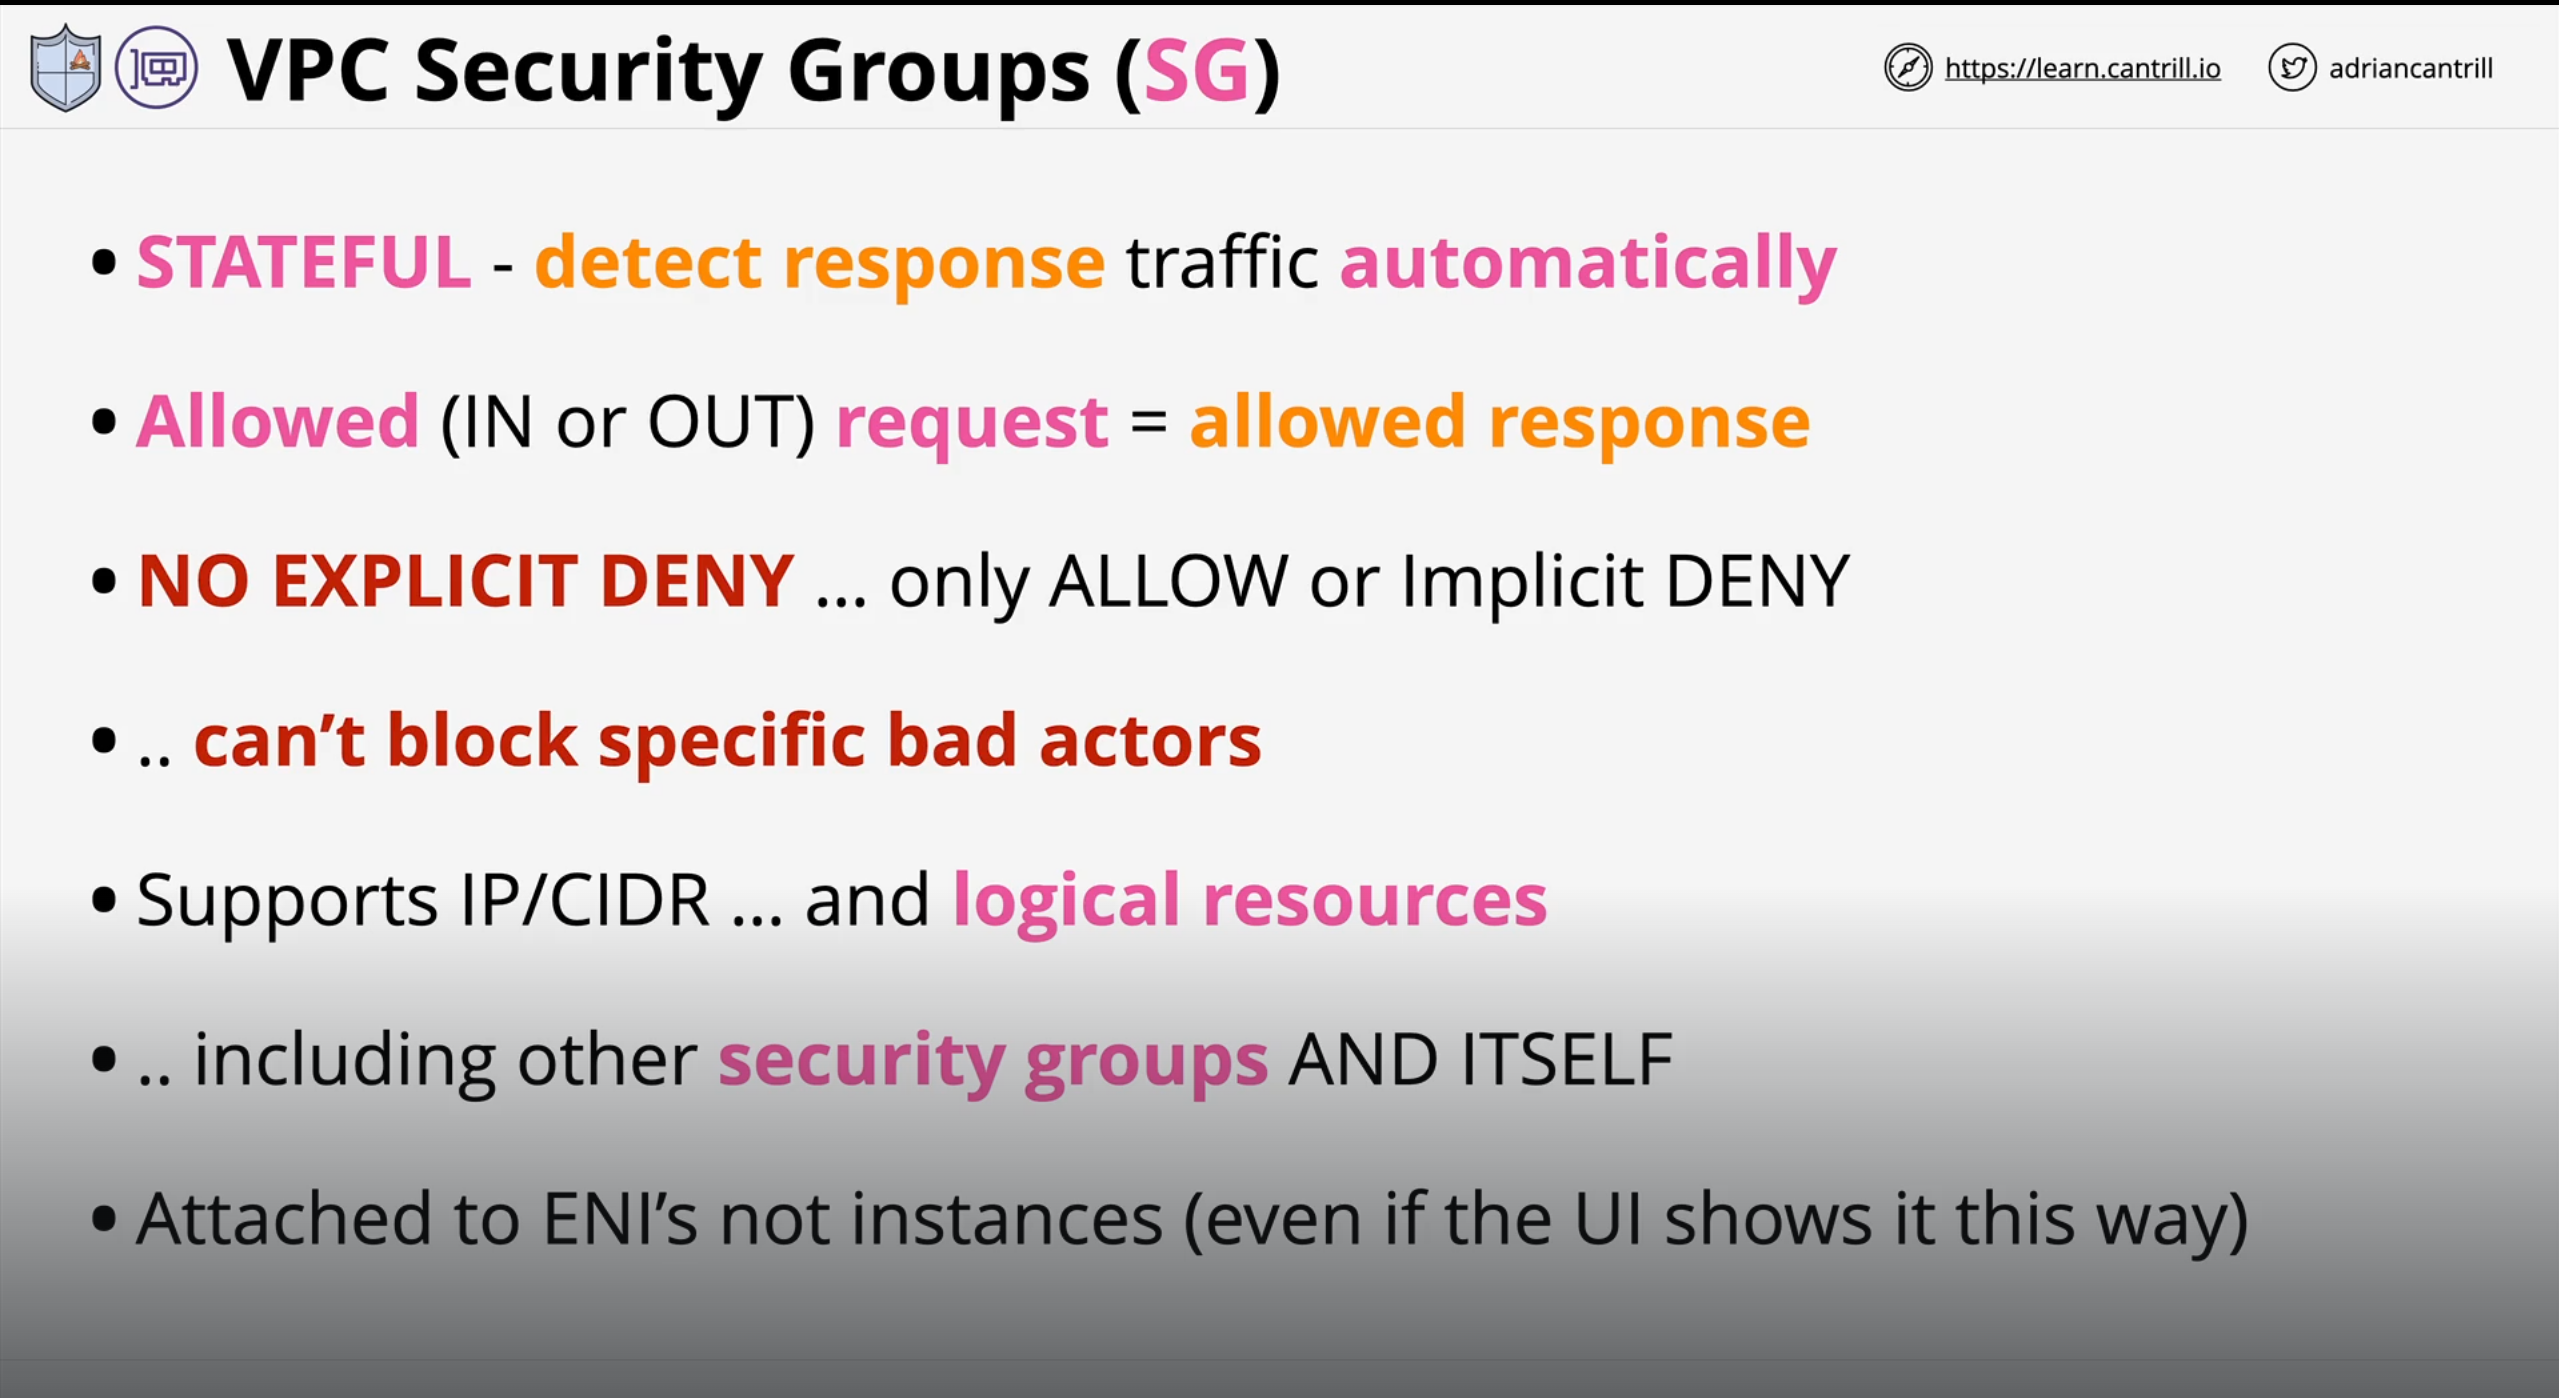 VPC Security Groups (SG)
https://learn.cantrill.io
adriancantrill
• STATEFUL - detect response traffic automatically
• Allowed (IN or OUT) request = allowed response
• NO EXPLICIT DENY ... only ALLOW or Implicit DENY
• .. can’t block specific bad actors
• Supports IP/CIDR ... and logical resources
• .. including other security groups AND ITSELF
• Attached to ENI’s not instances (even if the UI shows it this way)